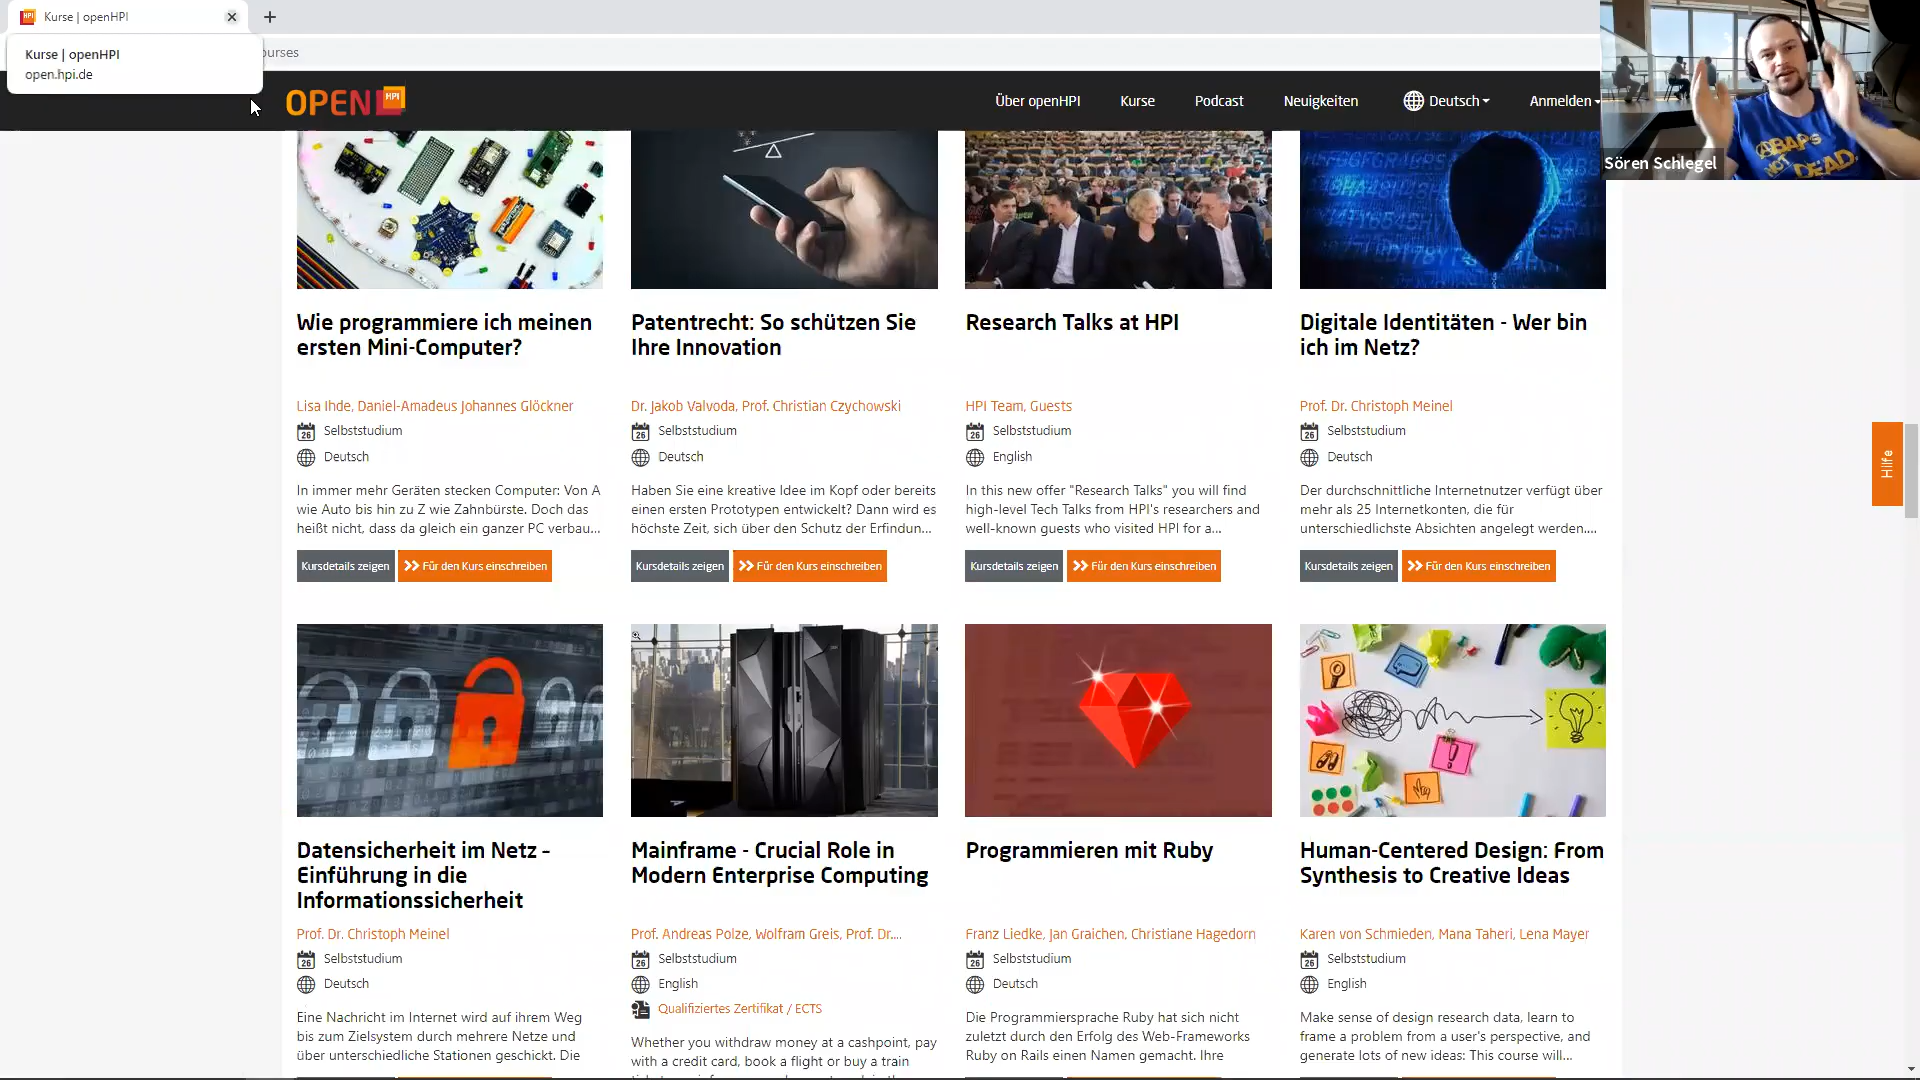 Kurse | openHPI
Kurse | openHPI
open.hpi.de
ourses
OPEN HPI
Über openHPI
Kurse
Podcast
Neuigkeiten
Deutsch
Anmelden
ABAPS
NOT DEAD.
Sören Schlegel
Wie programmiere ich meinen
ersten Mini-Computer?
Lisa Ihde, Daniel-Amadeus Johannes Glöckner
26 Selbststudium
Deutsch
In immer mehr Geräten stecken Computer: Von A
wie Auto bis hin zu Z wie Zahnbürste. Doch das
heißt nicht, dass da gleich ein ganzer PC verbau...
Kursdetails zeigen
Für den Kurs einschreiben
Patentrecht: So schützen Sie
Ihre Innovation
Dr. Jakob Valvoda, Prof. Christian Czychowski
26 Selbststudium
Deutsch
Haben Sie eine kreative Idee im Kopf oder bereits
einen ersten Prototypen entwickelt? Dann wird es
höchste Zeit, sich über den Schutz der Erfindun...
Kursdetails zeigen
Für den Kurs einschreiben
Research Talks at HPI
HPI Team, Guests
26 Selbststudium
English
In this new offer "Research Talks" you will find
high-level Tech Talks from HPI's researchers and
well-known guests who visited HPI for a...
Kursdetails zeigen
Für den Kurs einschreiben
Digitale Identitäten - Wer bin
ich im Netz?
Prof. Dr. Christoph Meinel
26 Selbststudium
Deutsch
Der durchschnittliche Internetnutzer verfügt über
mehr als 25 Internetkonten, die für
unterschiedlichste Absichten angelegt werden....
Kursdetails zeigen
Für den Kurs einschreiben
Hilfe
Datensicherheit im Netz –
Einführung in die
Informationssicherheit
Prof. Dr. Christoph Meinel
26 Selbststudium
Deutsch
Eine Nachricht im Internet wird auf ihrem Weg
bis zum Zielsystem durch mehrere Netze und
über unterschiedliche Stationen geschickt. Die
Mainframe - Crucial Role in
Modern Enterprise Computing
Prof. Andreas Polze, Wolfram Greis, Prof. Dr....
26 Selbststudium
English
Qualifiziertes Zertifikat / ECTS
Whether you withdraw money at a cashpoint, pay
with a credit card, book a flight or buy a train
Programmieren mit Ruby
Franz Liedke, Jan Graichen, Christiane Hagedorn
26 Selbststudium
Deutsch
Die Programmiersprache Ruby hat sich nicht
zuletzt durch den Erfolg des Web-Frameworks
Ruby on Rails einen Namen gemacht. Ihre
Human-Centered Design: From
Synthesis to Creative Ideas
Karen von Schmieden, Mana Taheri, Lena Mayer
26 Selbststudium
English
Make sense of design research data, learn to
frame a problem from a user's perspective, and
generate lots of new ideas: This course will...